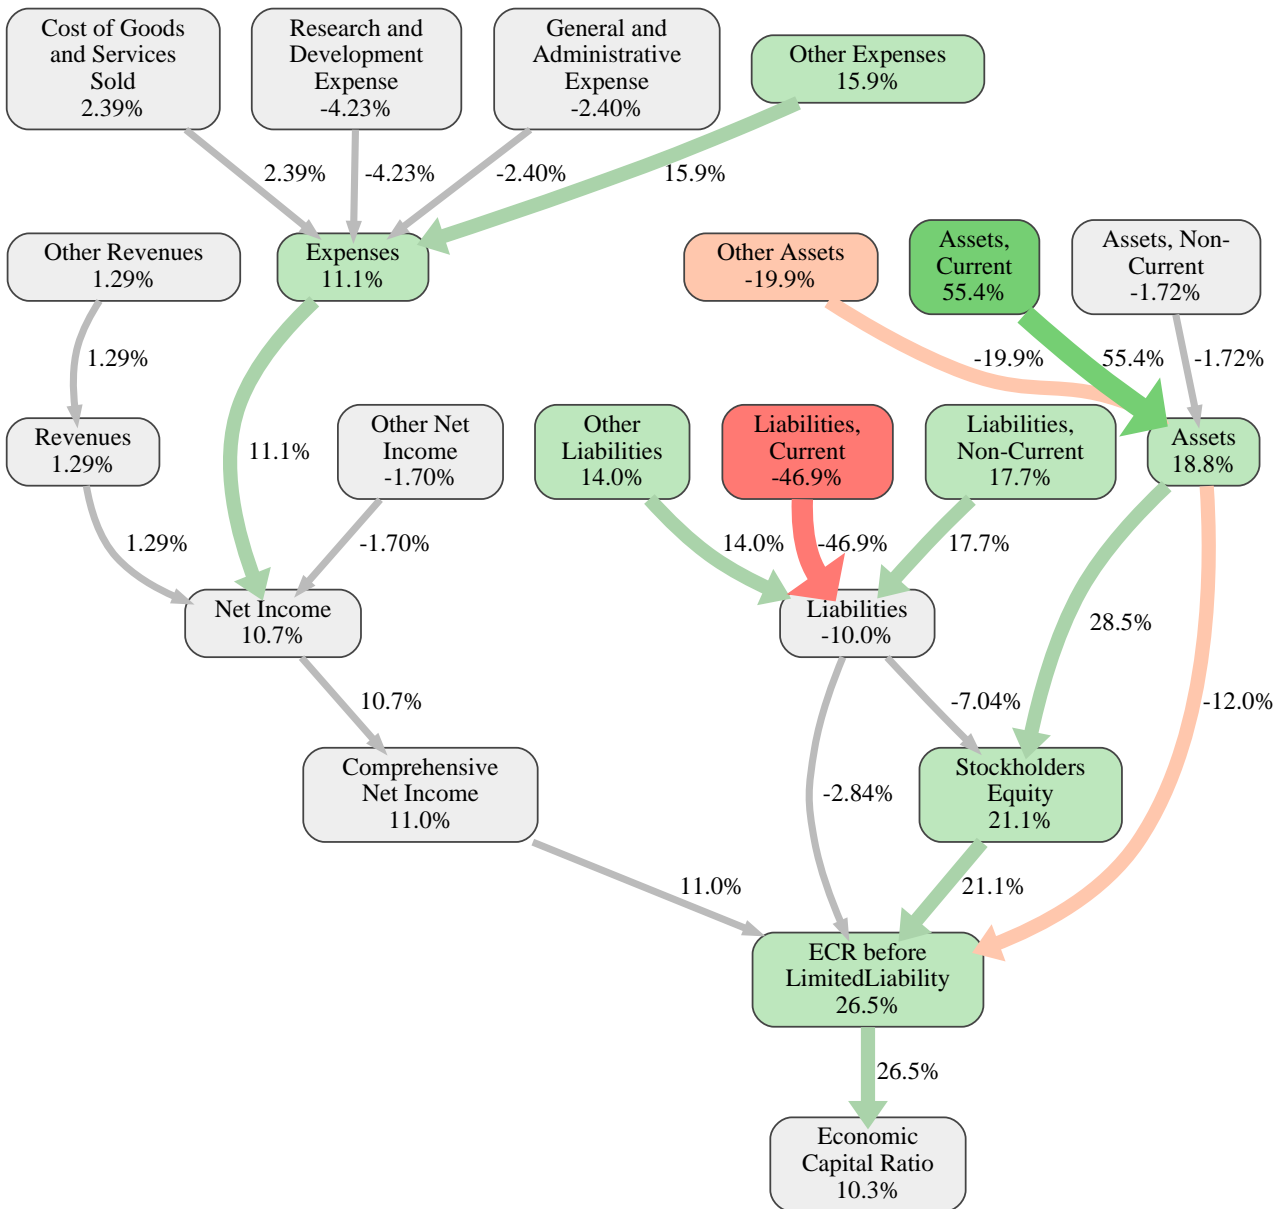 Cost of Goods
and Services
Sold
2.39%
Research and
Development
Expense
-4.23%
General and
Administrative
Expense
-2.40%
Other Expenses
15.9%
2.39%
-4.23%
-2.40%
15.9%
Other Revenues
1.29%
Expenses
11.1%
Other Assets
-19.9%
Assets,
Current
55.4%
Assets, Non-
Current
-1.72%
1.29%
-19.9%
55.4%
-1.72%
Revenues
1.29%
11.1%
Other Net
Income
-1.70%
Other
Liabilities
14.0%
Liabilities,
Current
-46.9%
Liabilities,
Non-Current
17.7%
Assets
18.8%
1.29%
-1.70%
14.0%
-46.9%
17.7%
Net Income
10.7%
Liabilities
-10.0%
28.5%
10.7%
-7.04%
-12.0%
Comprehensive
Net Income
11.0%
-2.84%
Stockholders
Equity
21.1%
11.0%
21.1%
ECR before
LimitedLiability
26.5%
26.5%
Economic
Capital Ratio
10.3%